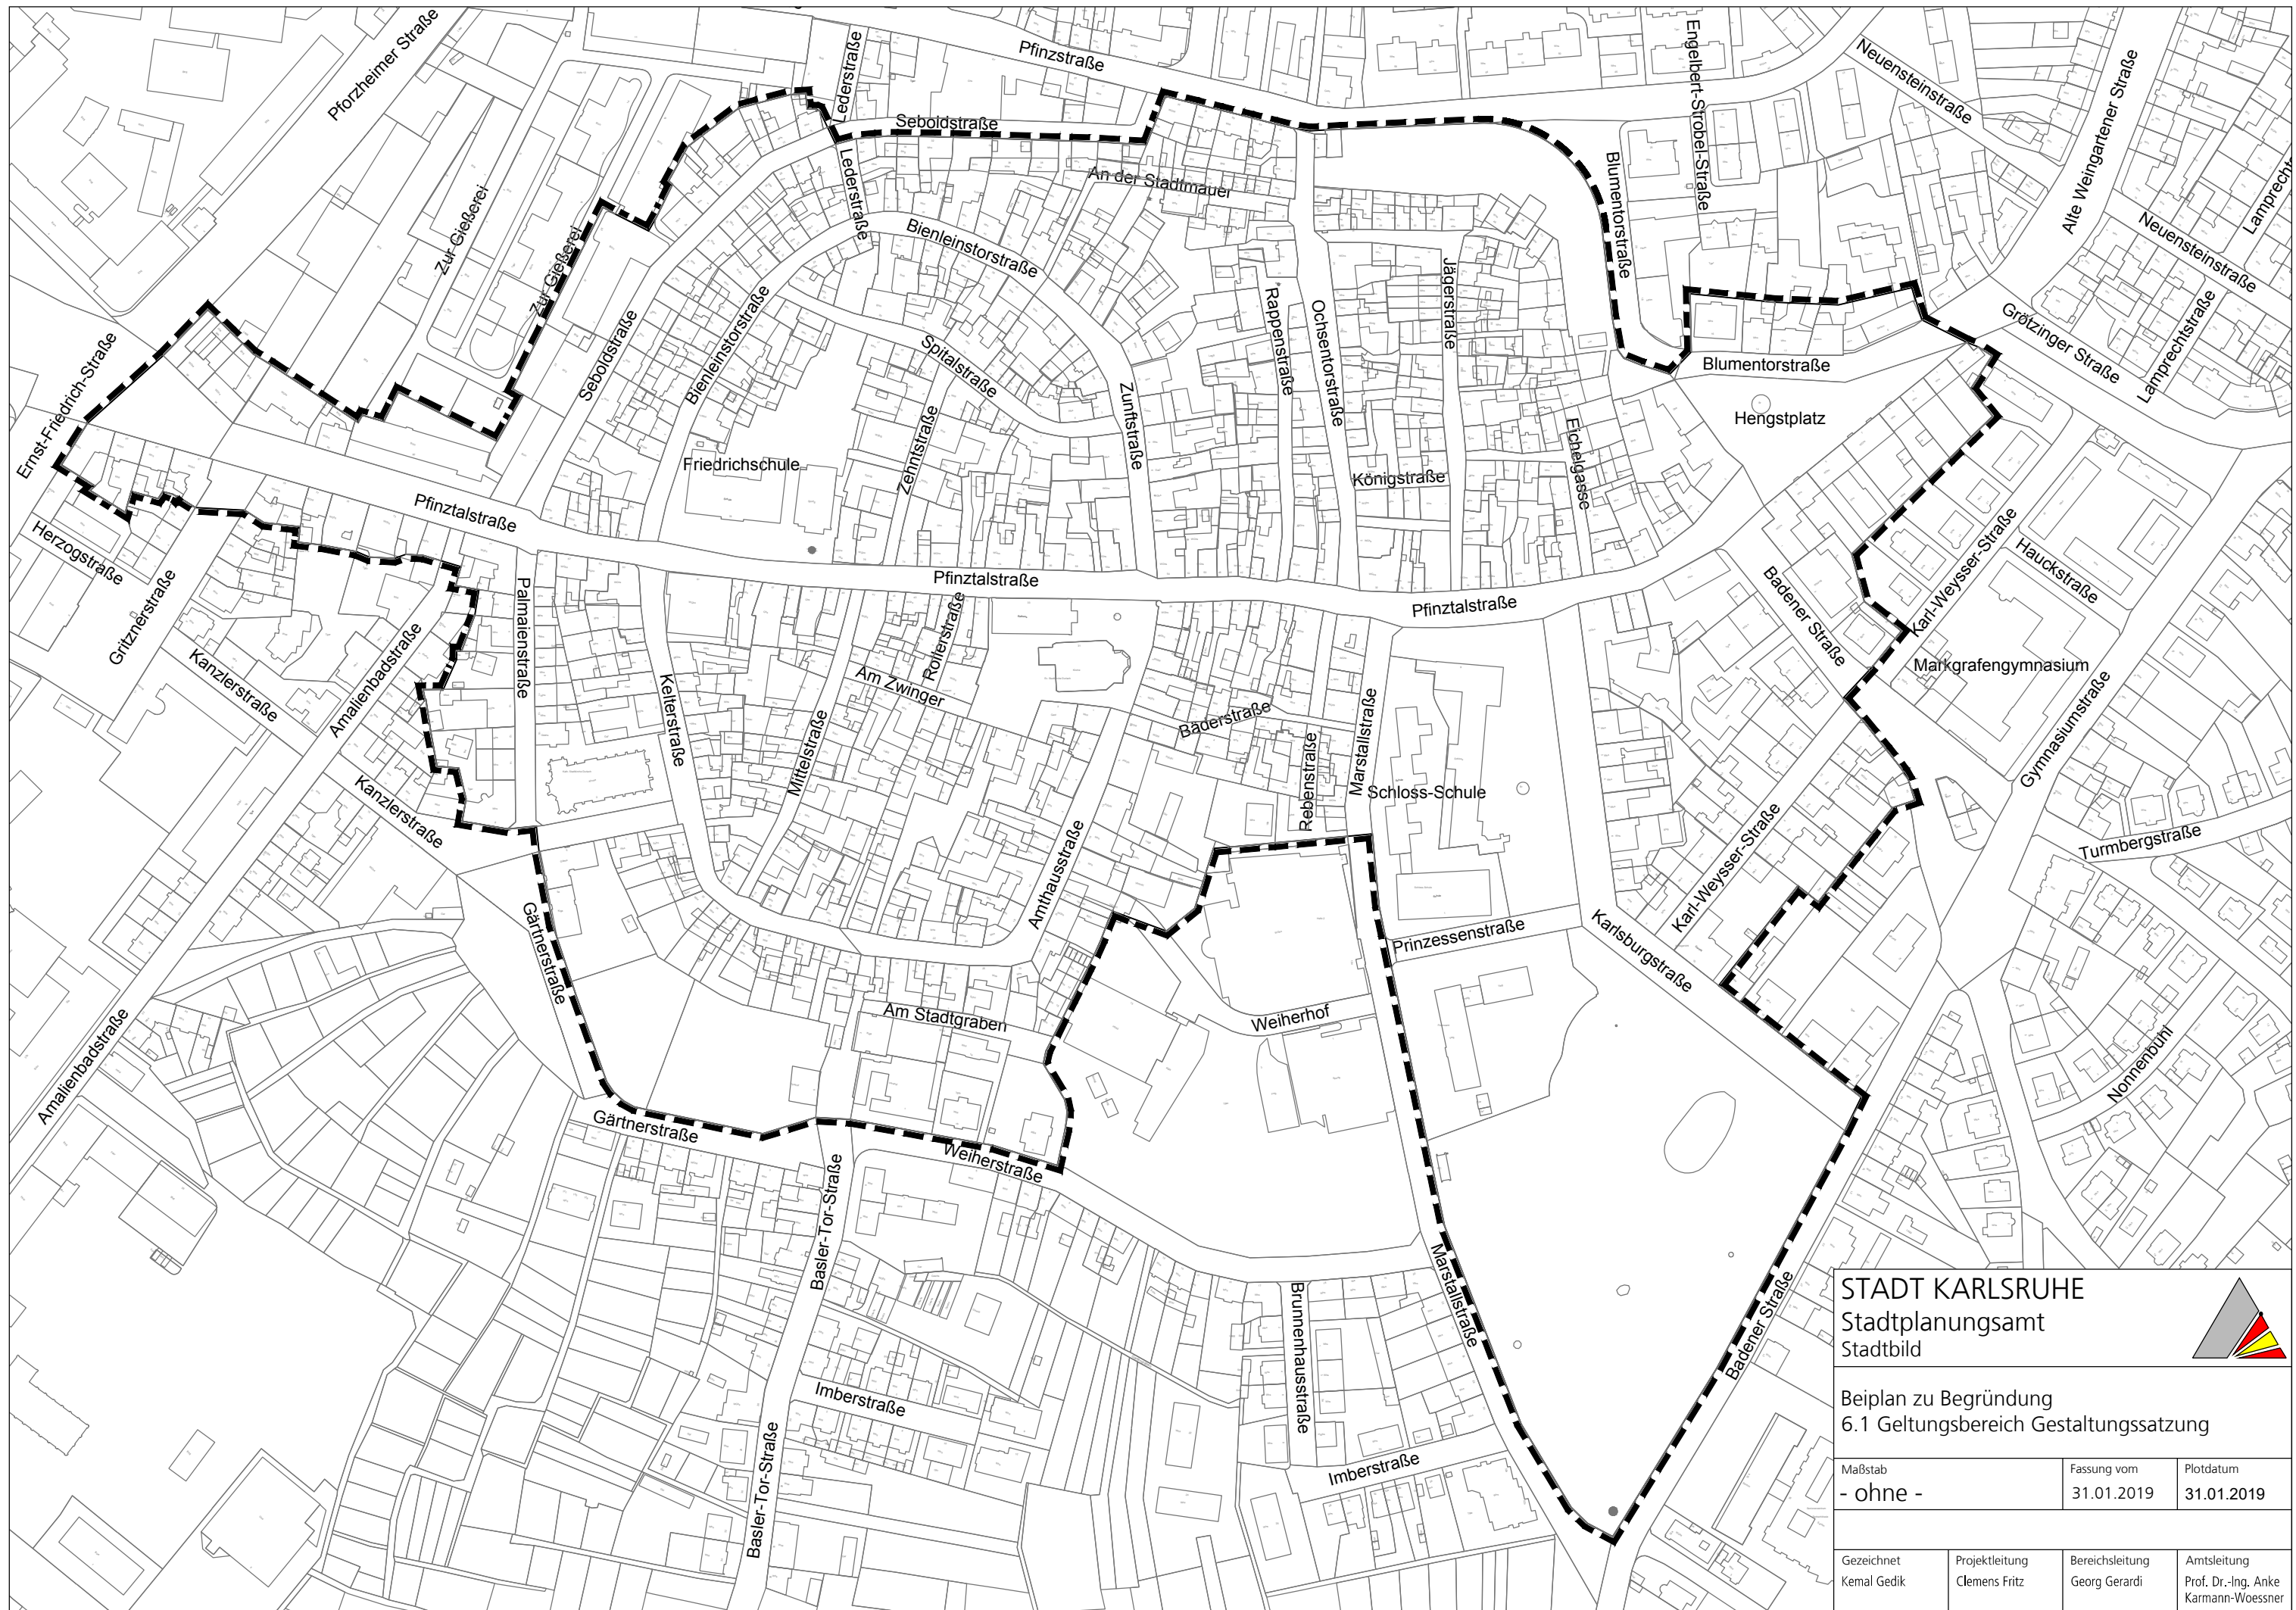 Pforzheimer Straße
Lederstraße
Pfinzstraße
Engelbert-Strobel-Straße
Neuensteinstraße
Alte Weingartener Straße
Lamprecht
Seboldstraße
Lederstraße
An der Stadtmauer
Blumentorstraße
Neuensteinstraße
Zur Gießerei
Zur Gießerei
Bienleinstorstraße
Jägerstraße
Rappenstraße
Ochsentorstraße
Grötzinger Straße
Lamprechtstraße
Ernst-Friedrich-Straße
Seboldstraße
Bienleinstorstraße
Spitalstraße
Zunftstraße
Blumentorstraße
Hengstplatz
Friedrichschule
Zehntstraße
Königstraße
Eichelgasse
Herzogstraße
Pfinztalstraße
Karl-Weysser-Straße
Hauckstraße
Gritznerstraße
Palmaienstraße
Pfinztalstraße
Rollerstraße
Pfinztalstraße
Badener Straße
Kanzlerstraße
Amalienbadstraße
Kelterstraße
Am Zwinger
Mittelstraße
Bäderstraße
Rebenstraße
Marstallstraße
Schloss-Schule
Markgrafengymnasium
Gymnasiumstraße
Kanzlerstraße
Amthausstraße
Karl-Weysser-Straße
Turmbergstraße
Gärtnerstraße
Prinzessenstraße
Karlsburgstraße
Am Stadtgraben
Weiherhof
Amalienbadstraße
Nonnenbühl
Gärtnerstraße
Weiherstraße
Basler-Tor-Straße
Brunnenhausstraße
Marstallstraße
Badener Straße
Imberstraße
Basler-Tor-Straße
Imberstraße
STADT KARLSRUHE
Stadtplanungsamt
Stadtbild
Beiplan zu Begründung
6.1 Geltungsbereich Gestaltungssatzung
Maßstab
- ohne -
Fassung vom
31.01.2019
Plotdatum
31.01.2019
Gezeichnet
Kemal Gedik
Projektleitung
Clemens Fritz
Bereichsleitung
Georg Gerardi
Amtsleitung
Prof. Dr.-Ing. Anke
Karmann-Woessner